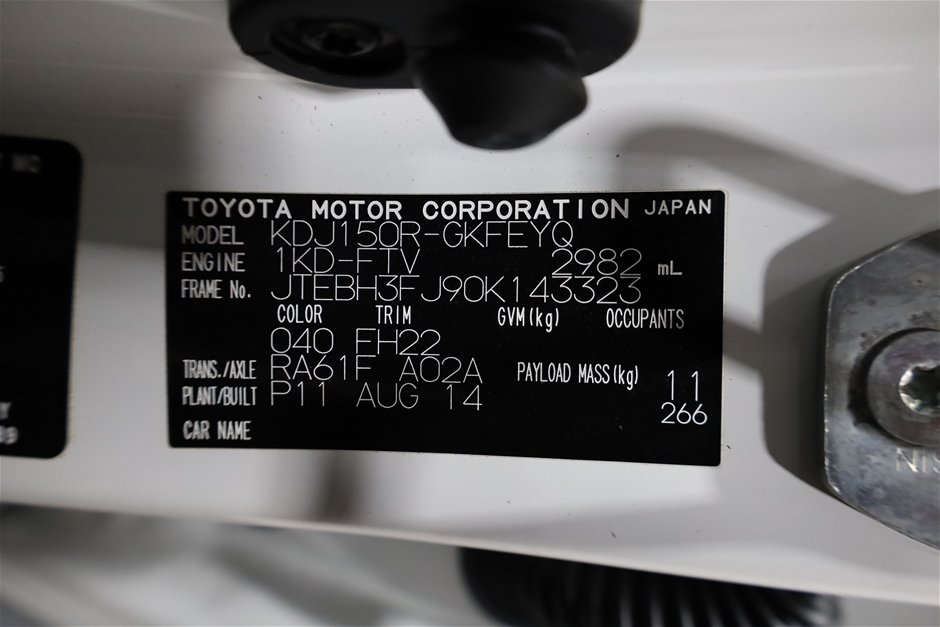 TOYOTA MOTOR CORPORATION JAPAN
MODEL KDJ150R-GKFEYQ
ENGINE 1KD-FTV 2982 mL
FRAME No. JTEBH3FJ90K143323
COLOR TRIM GVM(kg) OCCUPANTS
040 FH22
TRANS./AXLE RA61F A02A PAYLOAD MASS(kg) 11
PLANT/BUILT P11 AUG 14 266
CAR NAME